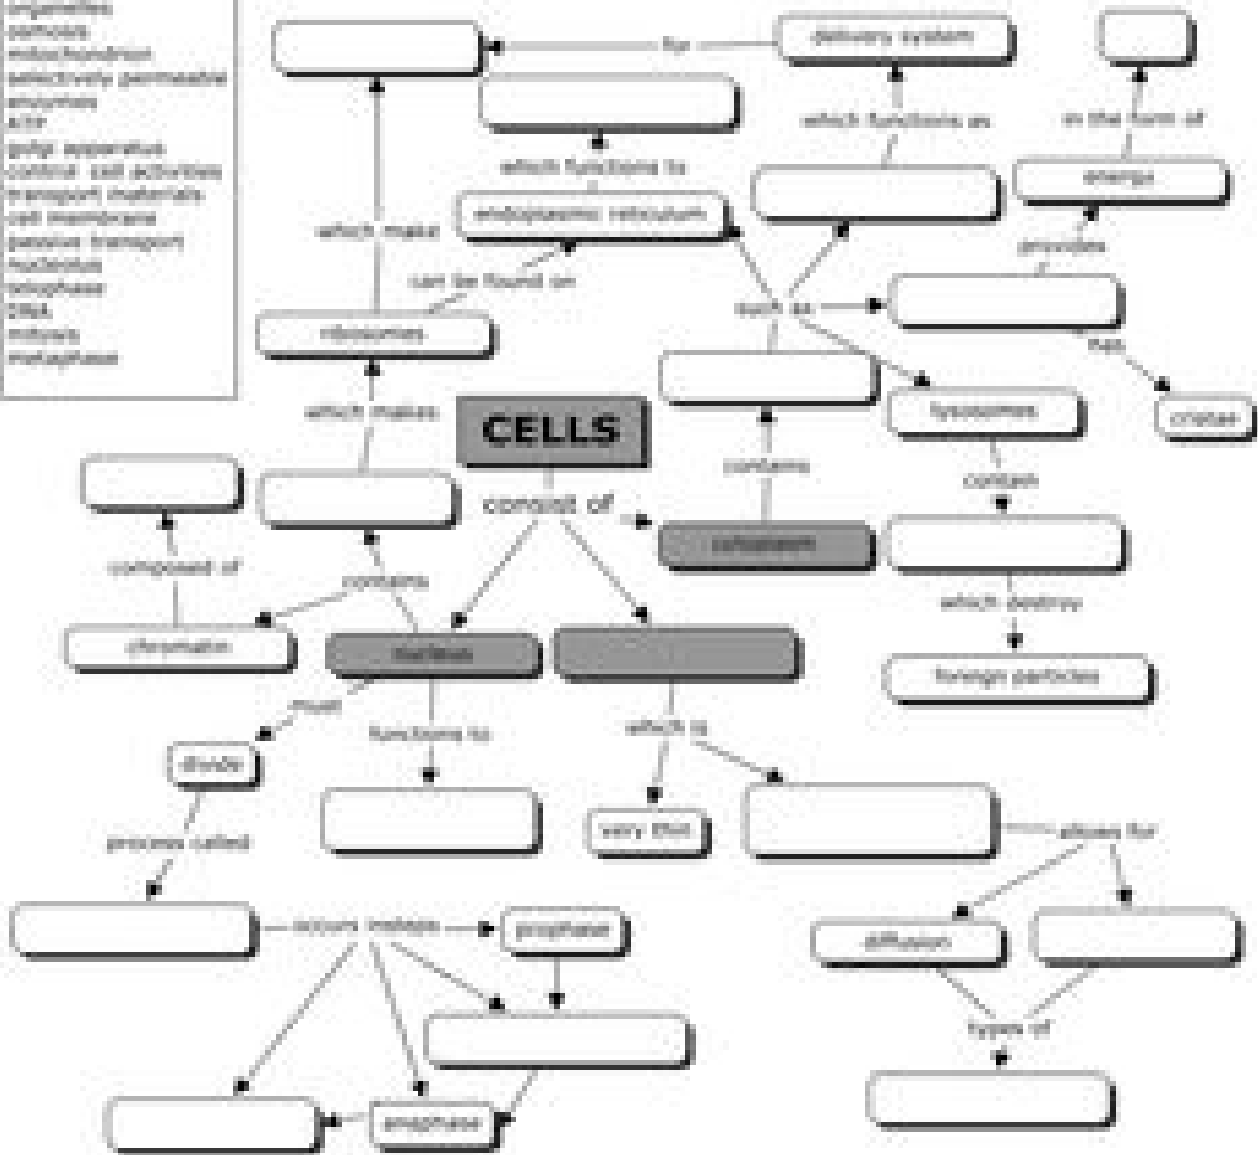 organelles
osmosis
mitochondrion
selectively permeable
enzymes
ATP
golgi apparatus
control cell activities
transport materials
cell membrane
passive transport
nucleolus
telophase
DNA
mitosis
metaphase
for
delivery system
which functions as
in the form of
which functions to
energy
endoplasmic reticulum
which make
provides
can be found on
such as
ribosomes
has
which makes
CELLS
lysosomes
cristae
contains
contain
consist of
cytoplasm
composed of
contains
which destroy
chromatin
nucleus
foreign particles
must
functions to
which is
divide
very thin
allows for
process called
occurs insteps
prophase
diffusion
types of
anaphase